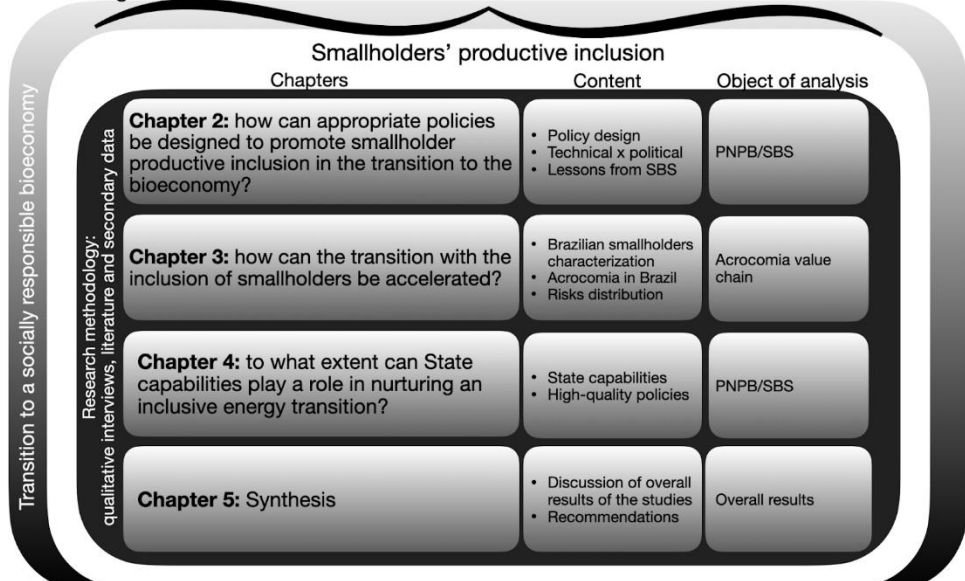 Smallholders' productive inclusion
Chapters
Content
Object of analysis
Transition to a socially responsible bioeconomy
Research methodology:
qualitative interviews, literature and secondary data
Chapter 2: how can appropriate policies
be designed to promote smallholder
productive inclusion in the transition to the
bioeconomy?
• Policy design
• Technical x political
• Lessons from SBS
PNPB/SBS
Chapter 3: how can the transition with the
inclusion of smallholders be accelerated?
• Brazilian smallholders
characterization
• Acrocomia in Brazil
• Risks distribution
Acrocomia value
chain
Chapter 4: to what extent can State
capabilities play a role in nurturing an
inclusive energy transition?
• State capabilities
• High-quality policies
PNPB/SBS
Chapter 5: Synthesis
• Discussion of overall
results of the studies
• Recommendations
Overall results